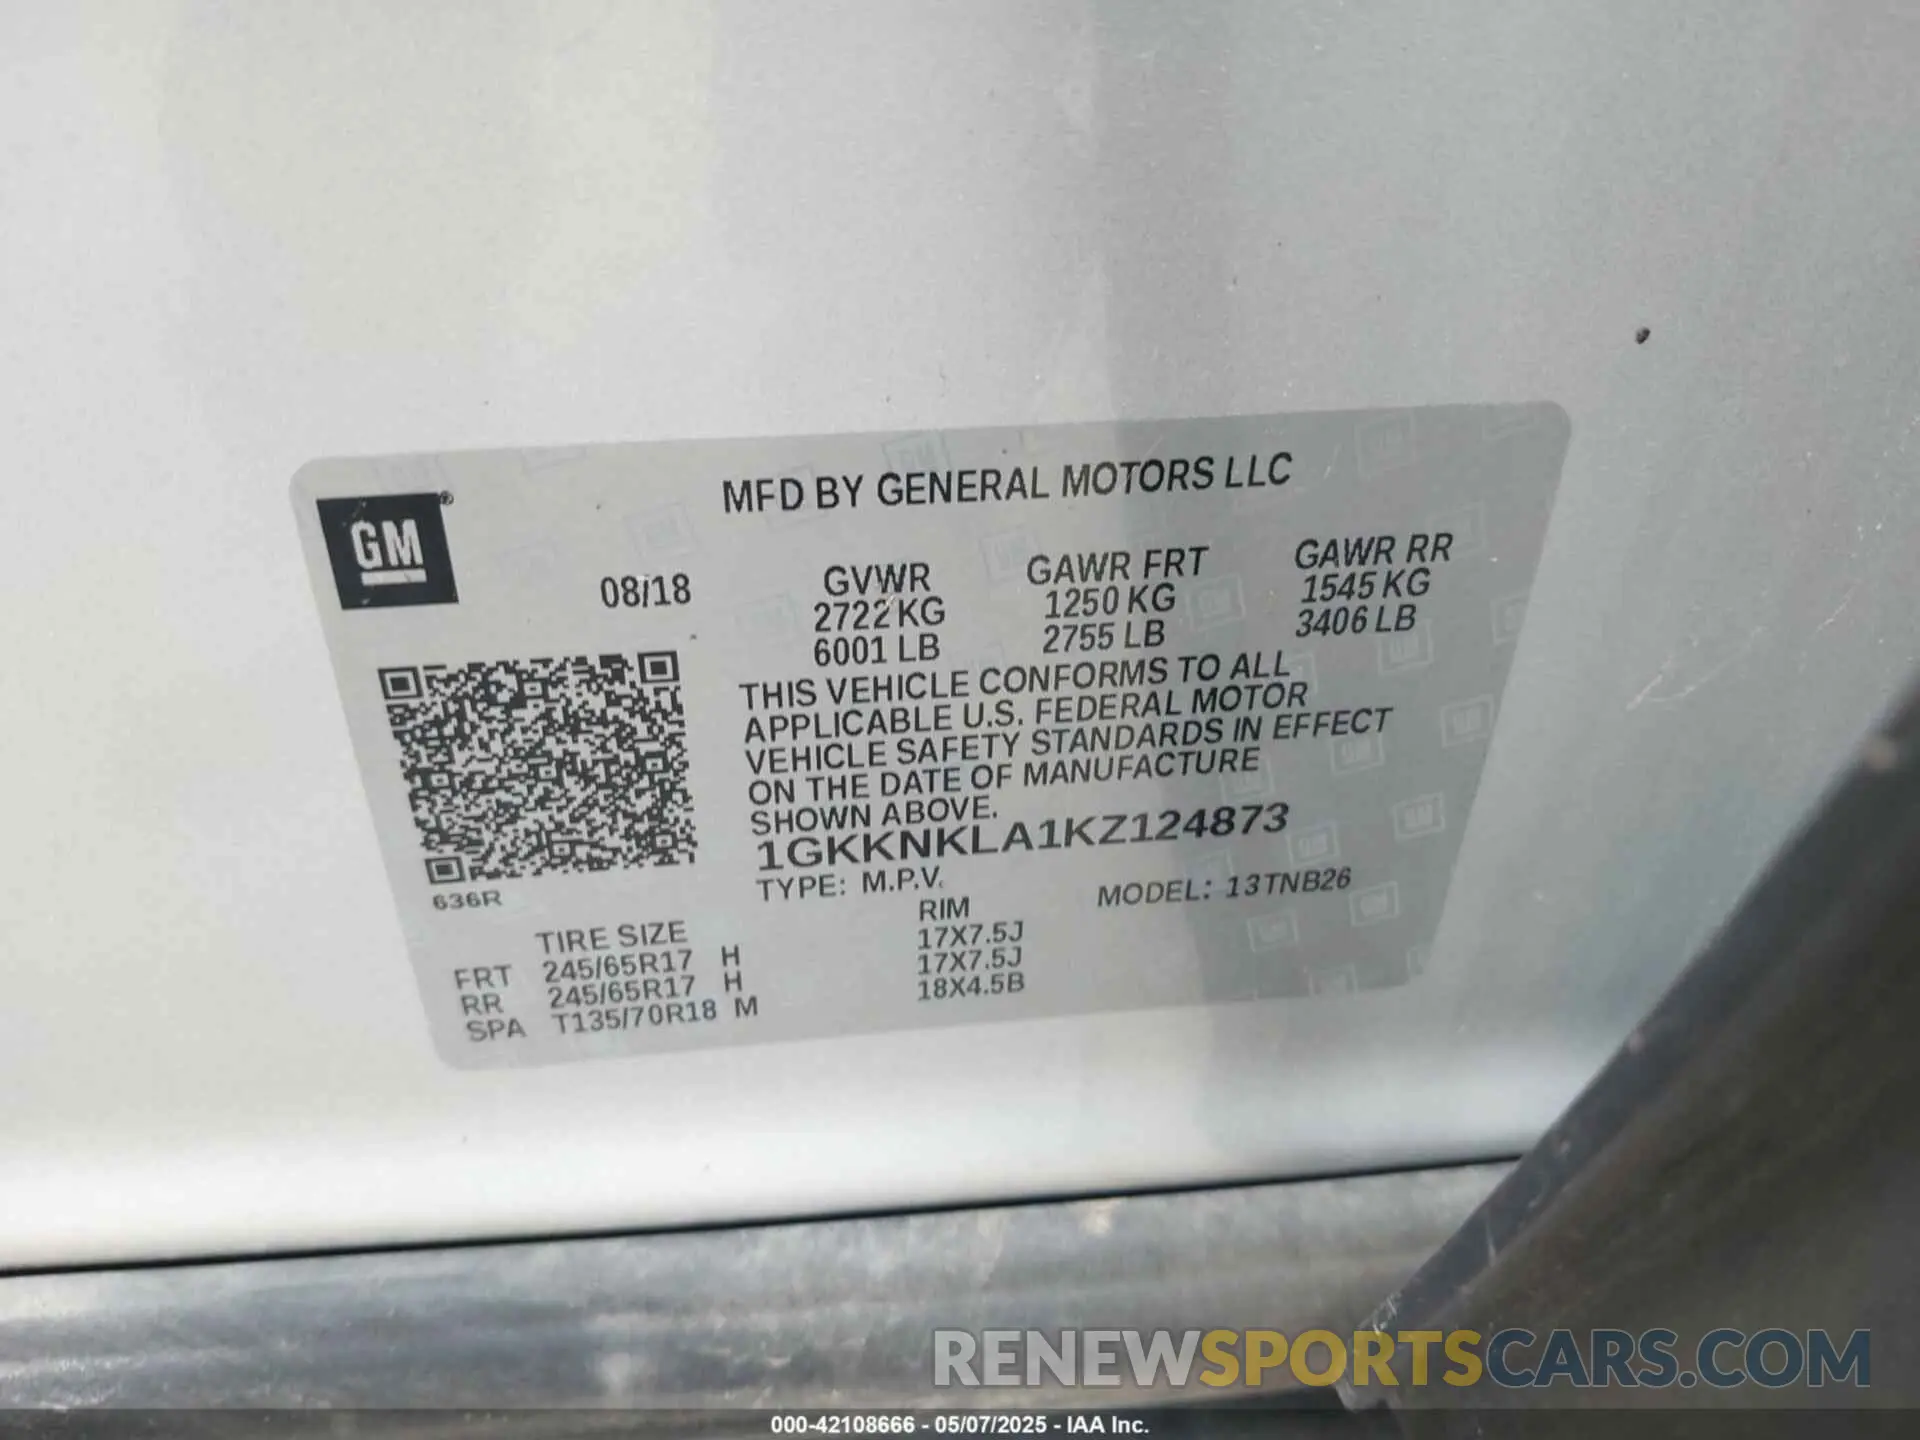 MFD BY GENERAL MOTORS LLC
GM®
08/18
GVWR GAWR FRT GAWR RR
2722 KG 1250 KG 1545 KG
6001 LB 2755 LB 3406 LB
THIS VEHICLE CONFORMS TO ALL
APPLICABLE U.S. FEDERAL MOTOR
VEHICLE SAFETY STANDARDS IN EFFECT
ON THE DATE OF MANUFACTURE
SHOWN ABOVE.
1GKKNKLA1KZ124873
TYPE: M.P.V. MODEL: 13TNB26
636R
TIRE SIZE RIM
FRT 245/65R17 H 17X7.5J
RR 245/65R17 H 17X7.5J
SPA T135/70R18 M 18X4.5B
RENEWSPORTSCARS.COM
000-42108666 - 05/07/2025 - IAA Inc.